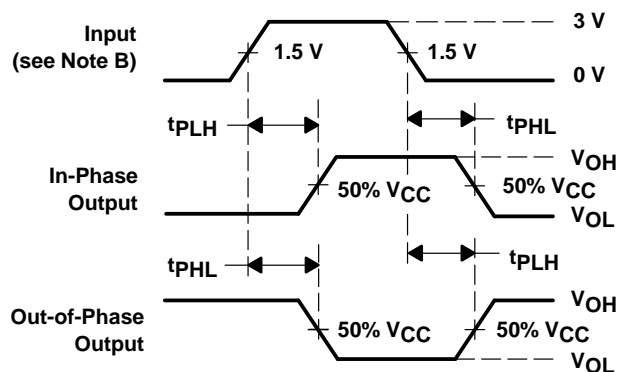 Input
(see Note B)
1.5 V
1.5 V
3 V
0 V
tPLH
tPHL
In-Phase
Output
50% VCC
50% VCC
VOH
VOL
tPHL
tPLH
Out-of-Phase
Output
50% VCC
50% VCC
VOH
VOL